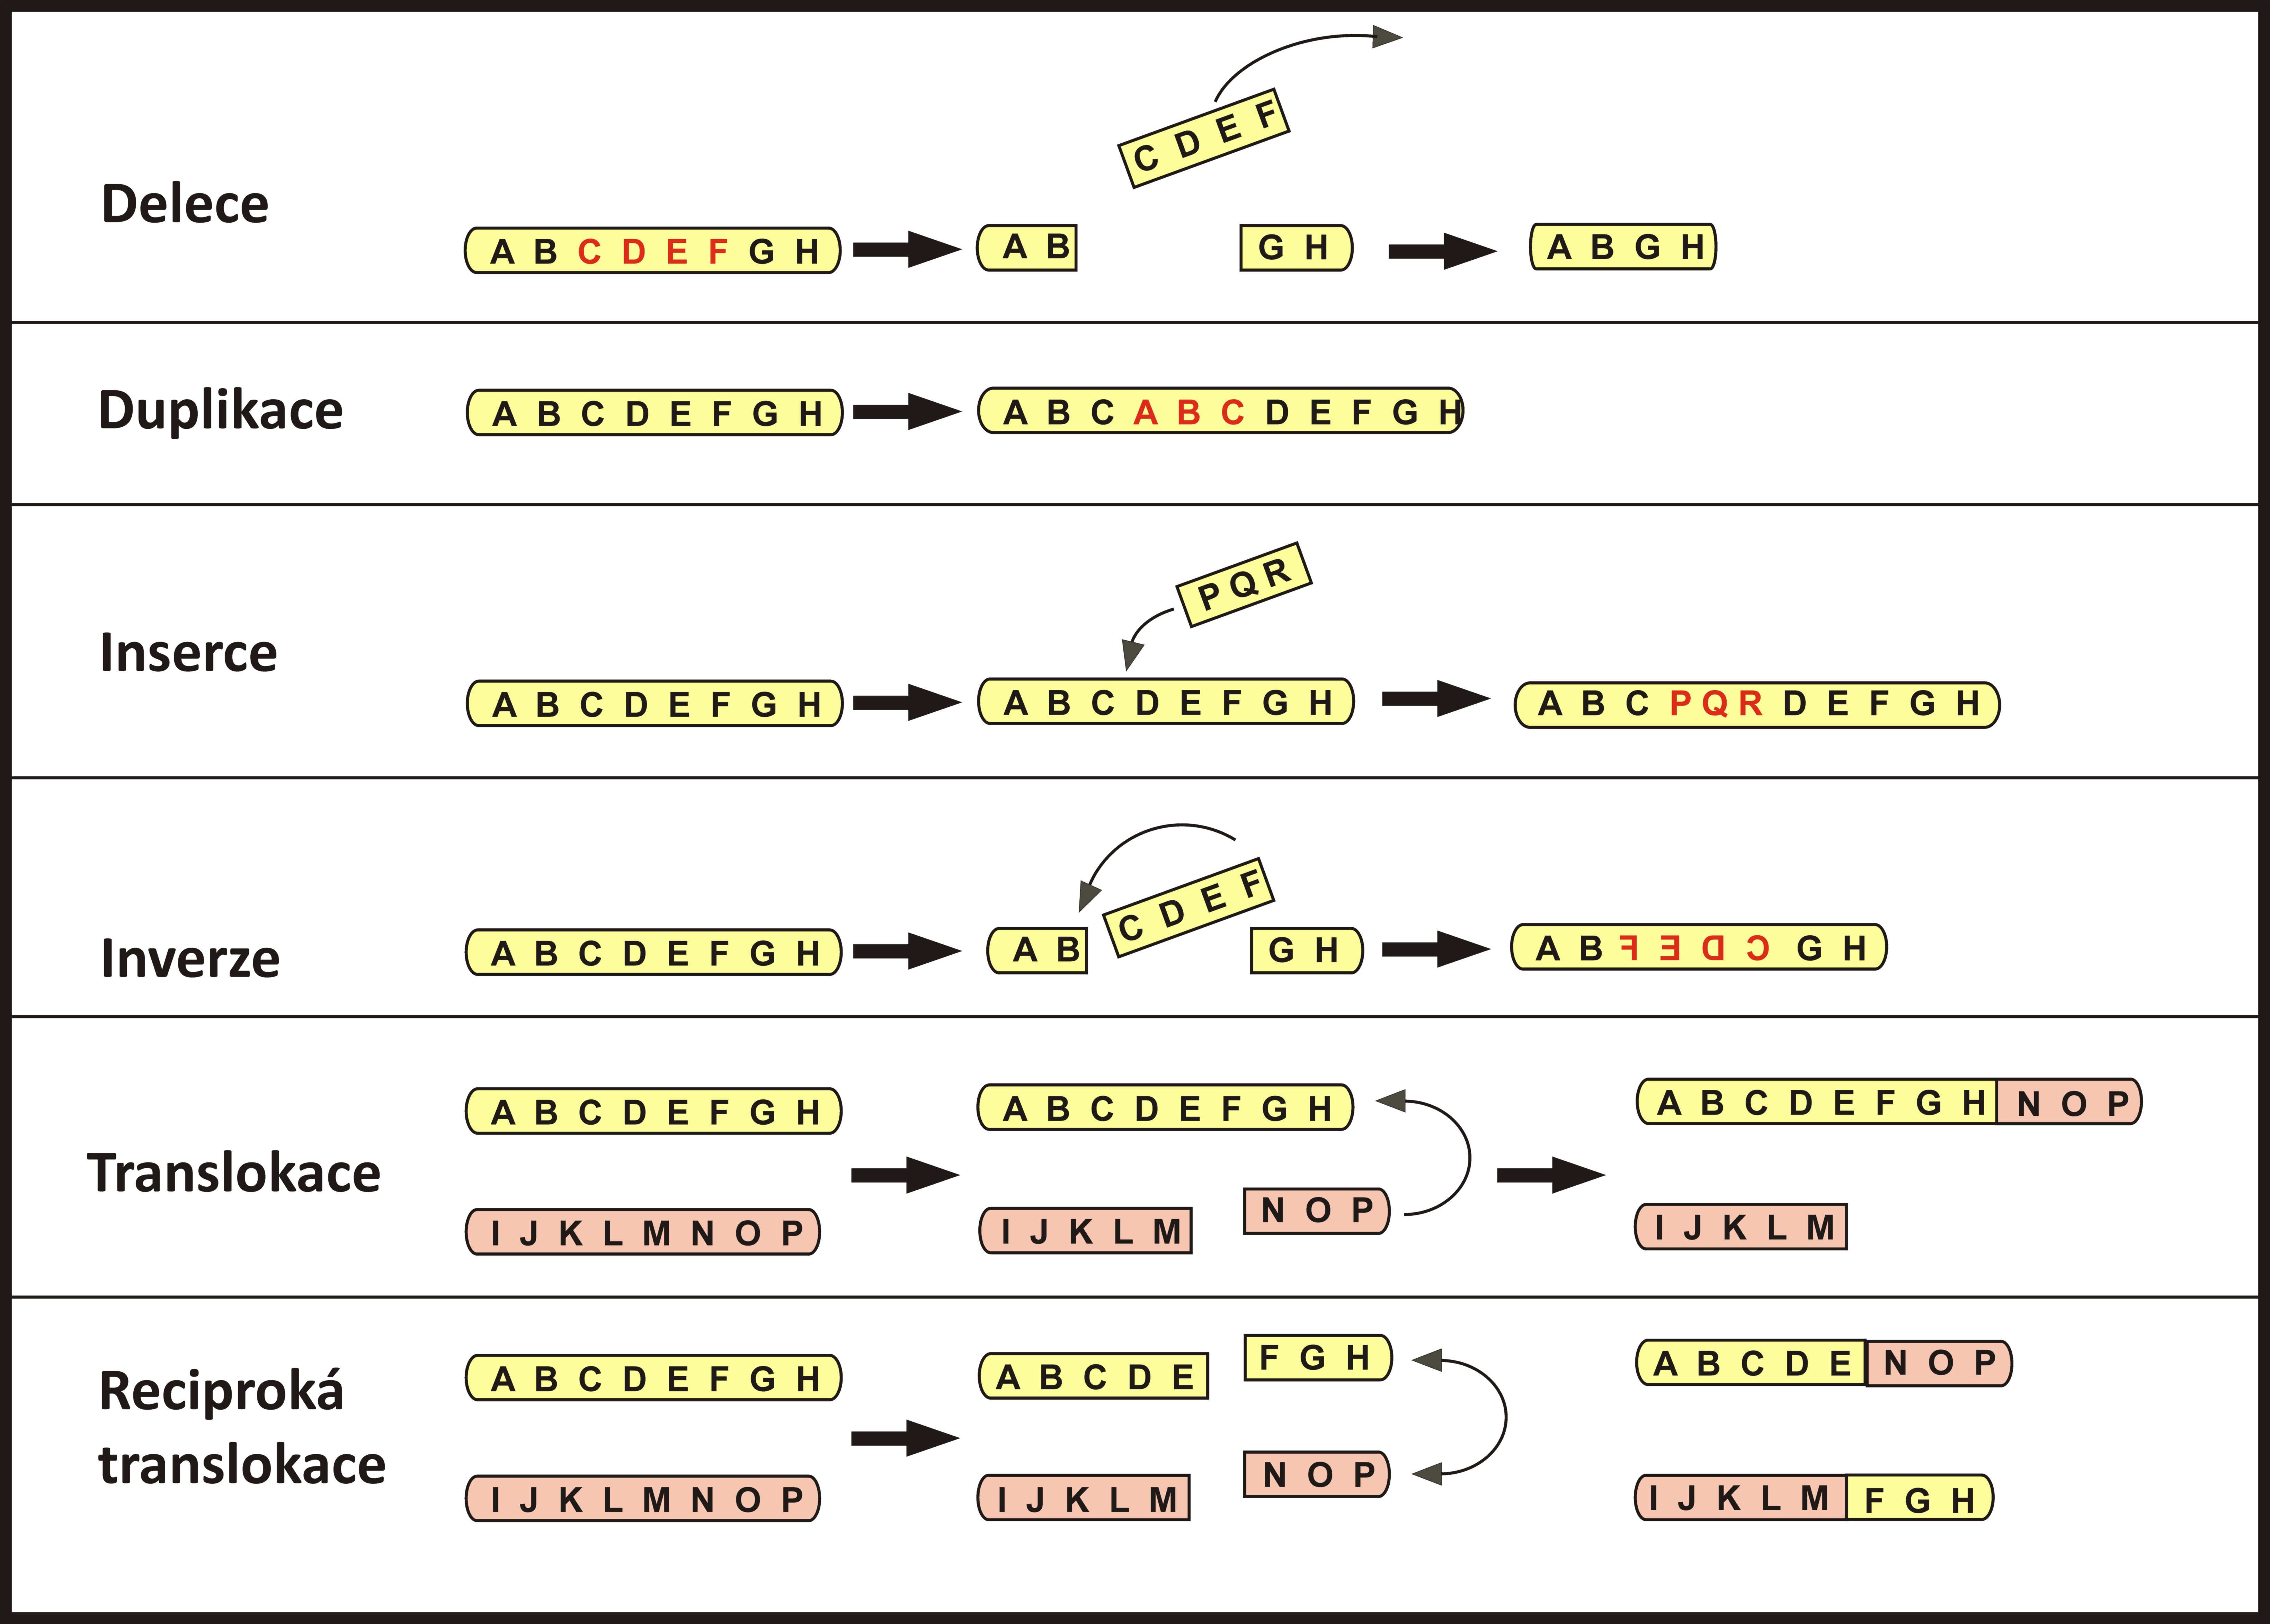 C D E F
Delece
A B C D E F G H
A B
G H
A B G H
Duplikace
A B C D E F G H
A B C A B C D E F G H
P Q R
Inserce
A B C D E F G H
A B C D E F G H
A B C P Q R D E F G H
C D E F
Inverze
A B C D E F G H
A B
G H
A B F E D C G H
A B C D E F G H
A B C D E F G H
A B C D E F G H N O P
Translokace
N O P
I J K L M N O P
I J K L M
I J K L M
F G H
Reciproká
translokace
A B C D E F G H
A B C D E
A B C D E N O P
N O P
I J K L M N O P
I J K L M
I J K L M F G H